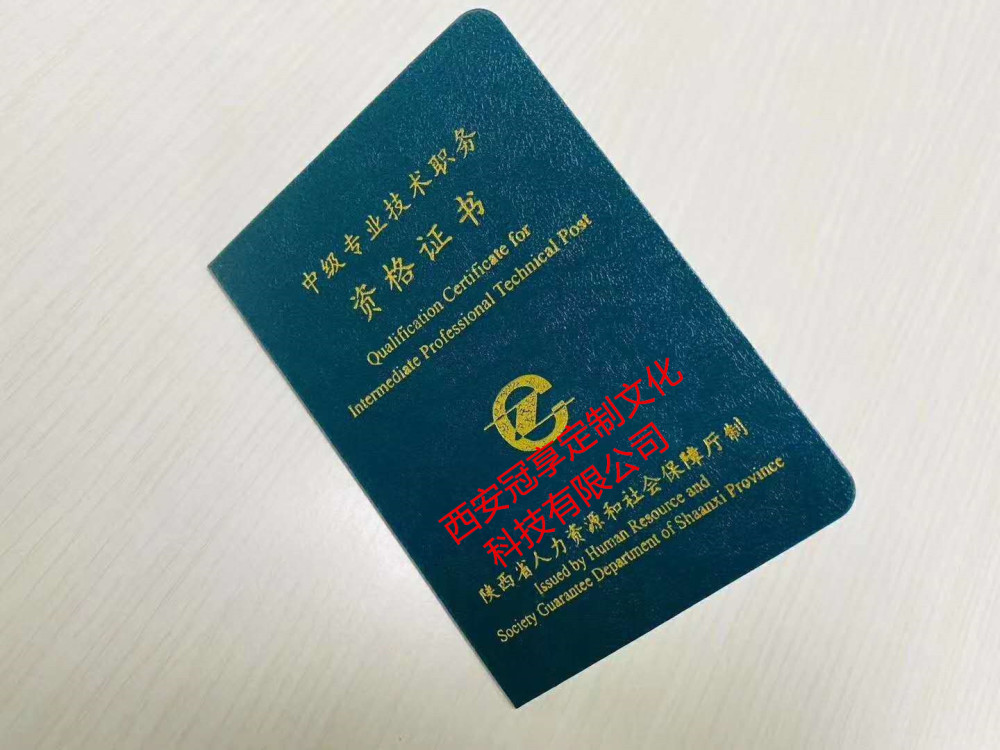 中级专业技术职务
资格证书
Qualification Certificate for
Intermediate Professional Technical Post
西安冠享定制文化
科技有限公司
陕西省人力资源和社会保障厅制
Issued by Human Resource and
Society Guarantee Department of Shaanxi Province